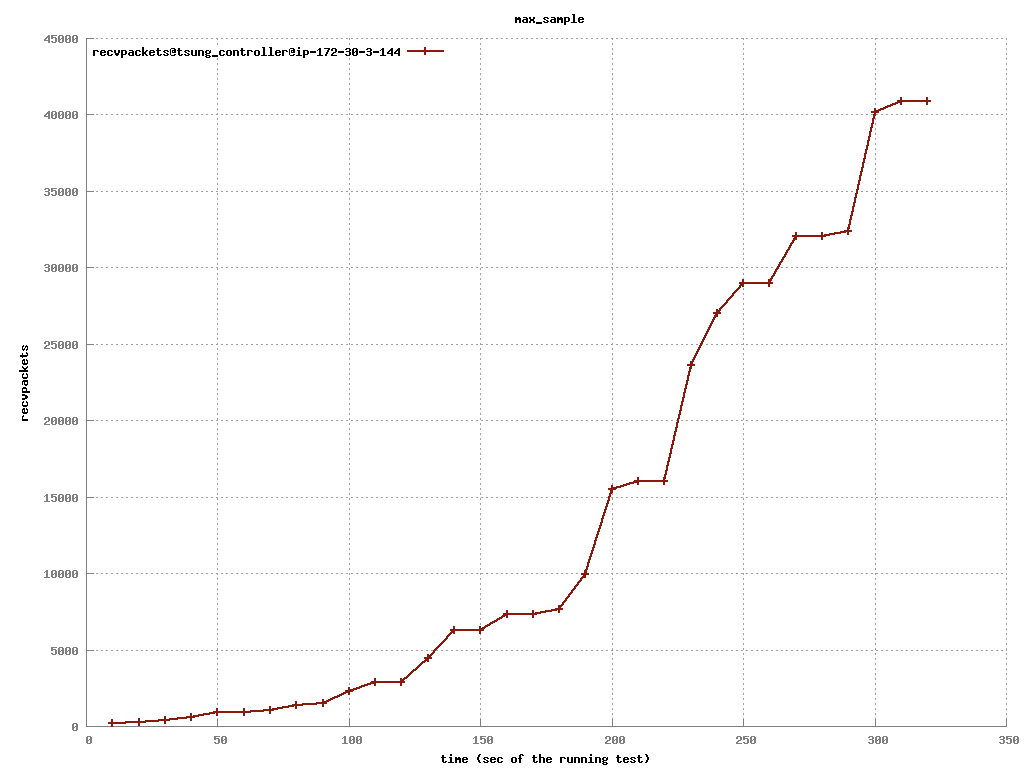 max_sample
recvpackets@tsung_controller@ip-172-30-3-144
45000
40000
35000
30000
25000
20000
15000
10000
5000
0
recvpackets
0 50 100 150 200 250 300 350
time (sec of the running test)